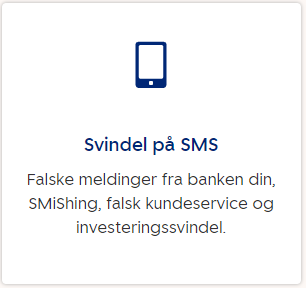 Svindel på SMS
Falske meldinger fra banken din,
SMiShing, falsk kundeservice og
investeringssvindel.